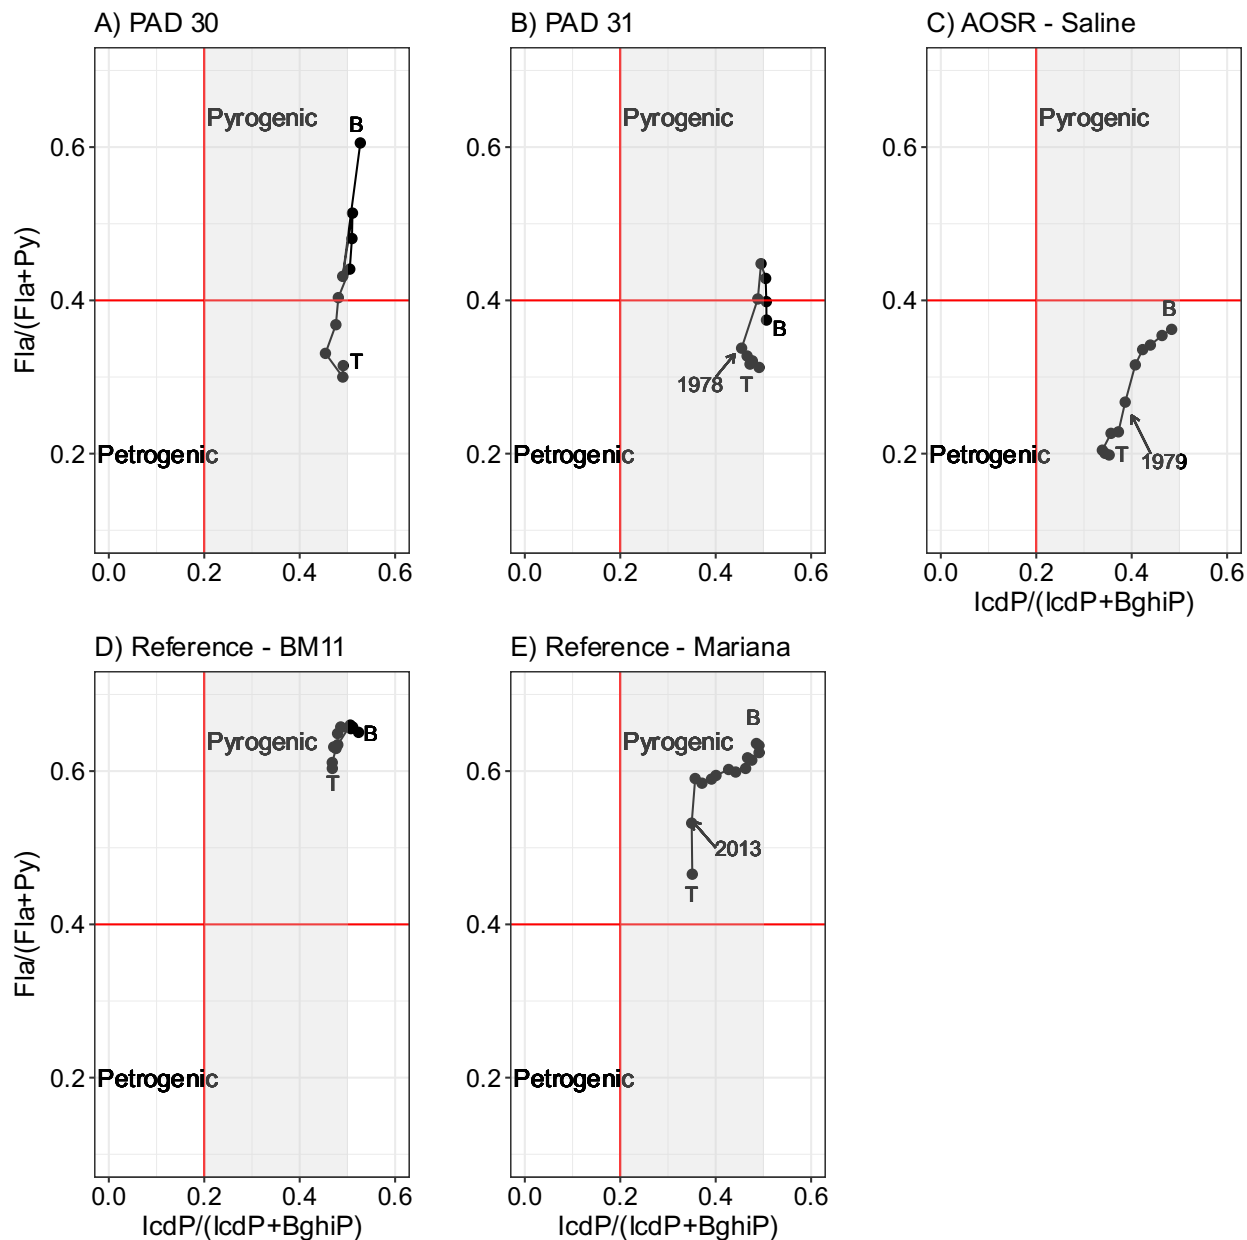 A) PAD 30
B) PAD 31
C) AOSR - Saline
Fla/(Fla+Py)
0.6
0.4
0.2
Pyrogenic
B
T
Petrogenic
0.0 0.2 0.4 0.6
0.6
0.4
0.2
Pyrogenic
B
1978
T
Petrogenic
0.0 0.2 0.4 0.6
0.6
0.4
0.2
Pyrogenic
B
T
1979
Petrogenic
0.0 0.2 0.4 0.6
IcdP/(IcdP+BghiP)
D) Reference - BM11
E) Reference - Mariana
Fla/(Fla+Py)
0.6
0.4
0.2
Pyrogenic
B
T
Petrogenic
0.0 0.2 0.4 0.6
IcdP/(IcdP+BghiP)
0.6
0.4
0.2
B
Pyrogenic
2013
T
Petrogenic
0.0 0.2 0.4 0.6
IcdP/(IcdP+BghiP)